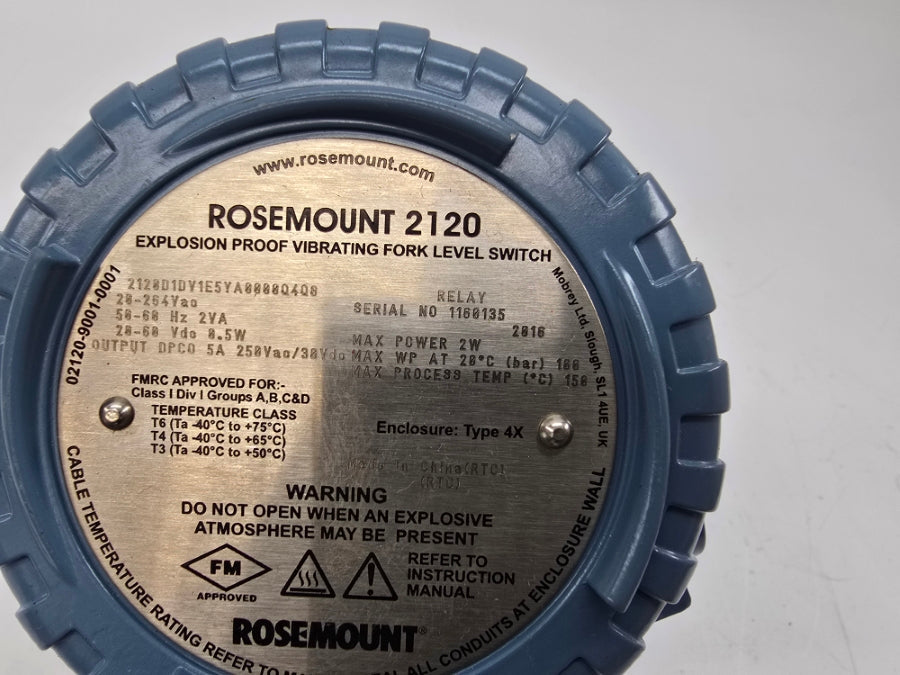 www.rosemount.com
ROSEMOUNT 2120
EXPLOSION PROOF VIBRATING FORK LEVEL SWITCH
2120D1DV1E5YA0000Q4Q8
20-264Vac
50-60 Hz 2VA
20-60 Vdc 0.5W
OUTPUT DPCO 5A 250Vac/30Vdc
RELAY
SERIAL NO 1160135
2016
MAX POWER 2W
MAX WP AT 20°C (bar) 100
MAX PROCESS TEMP (°C) 150
FMRC APPROVED FOR:-
Class I Div I Groups A,B,C&D
TEMPERATURE CLASS
T6 (Ta -40°C to +75°C)
T4 (Ta -40°C to +65°C)
T3 (Ta -40°C to +50°C)
Enclosure: Type 4X
Made in China(RTC)
(RTC)
WARNING
DO NOT OPEN WHEN AN EXPLOSIVE
ATMOSPHERE MAY BE PRESENT
FM
APPROVED
REFER TO
INSTRUCTION
MANUAL
ROSEMOUNT®
02120-9001-0001
Mobrey Ltd. Slough, SL1 4UE, UK
CABLE TEMPERATURE RATING REFER TO ALL CONDUITS AT ENCLOSURE WALL